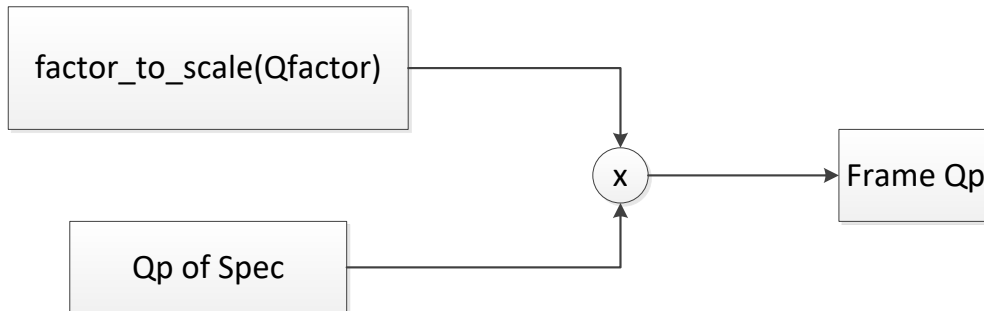 factor_to_scale(Qfactor)
x
Frame Qp
Qp of Spec